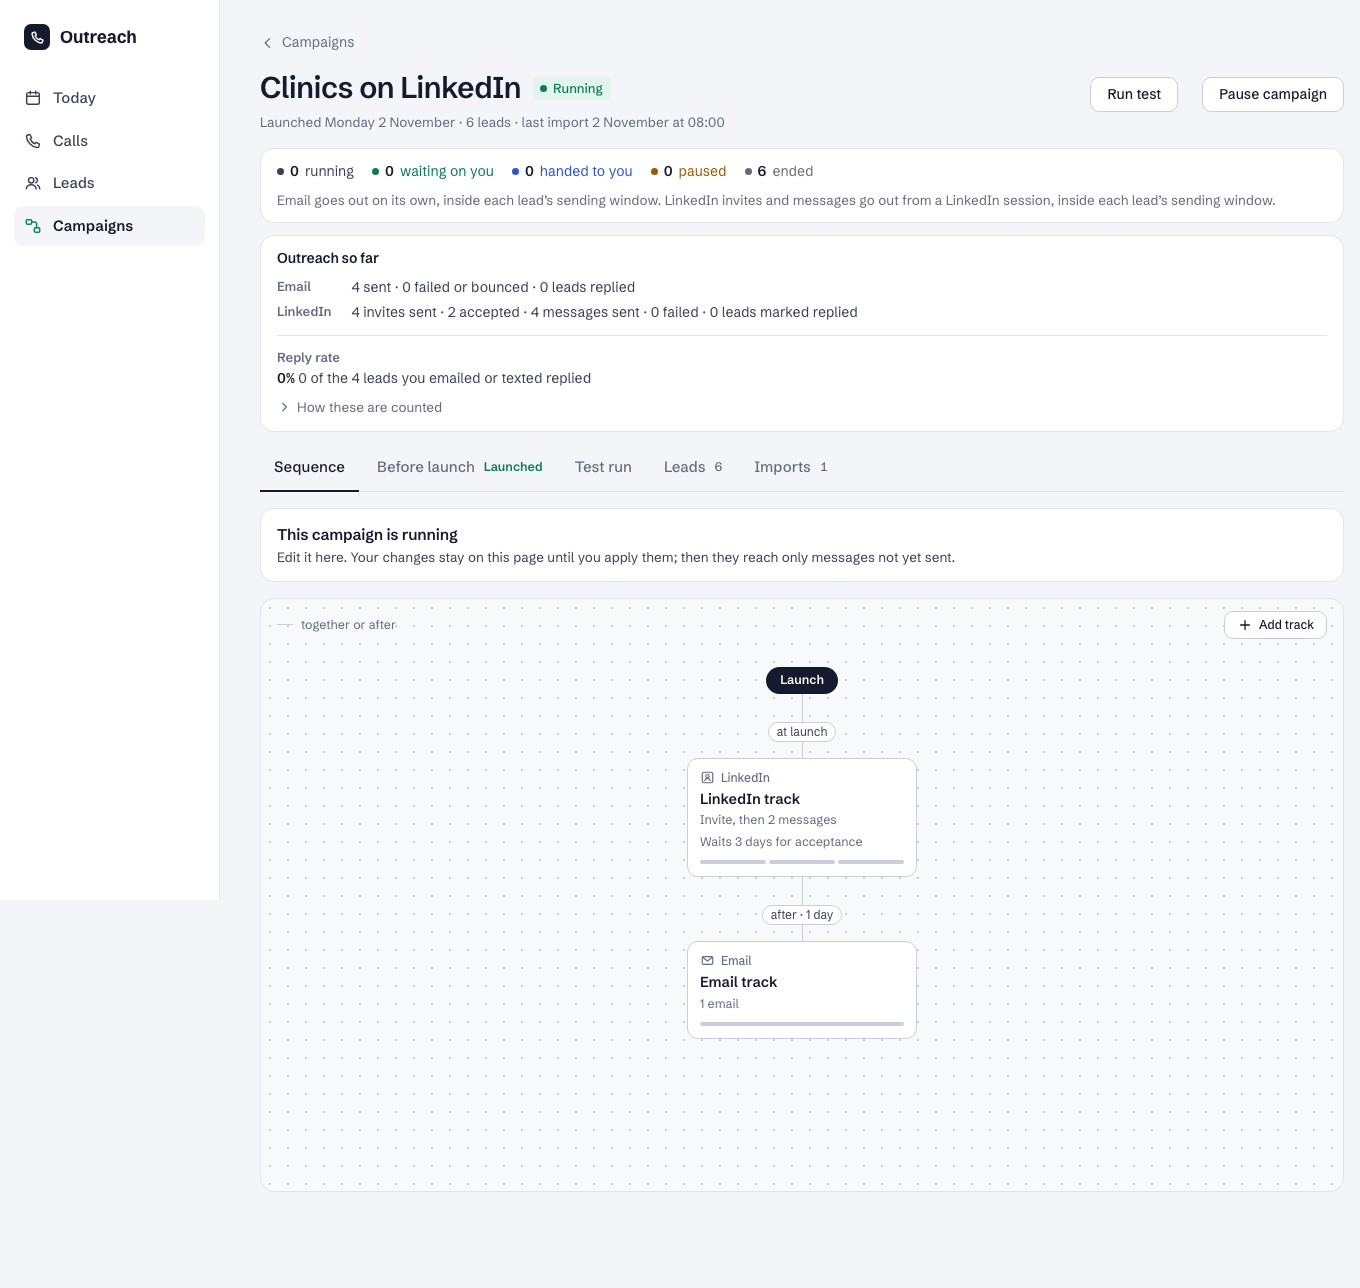 Outreach
Today
Calls
Leads
Campaigns
Campaigns
Clinics on LinkedIn Running
Run test Pause campaign
Launched Monday 2 November · 6 leads · last import 2 November at 08:00
0 running 0 waiting on you 0 handed to you 0 paused 6 ended
Email goes out on its own, inside each lead’s sending window. LinkedIn invites and messages go out from a LinkedIn session, inside each lead’s sending window.
Outreach so far
Email 4 sent · 0 failed or bounced · 0 leads replied
LinkedIn 4 invites sent · 2 accepted · 4 messages sent · 0 failed · 0 leads marked replied
Reply rate
0% 0 of the 4 leads you emailed or texted replied
How these are counted
Sequence Before launch Launched Test run Leads 6 Imports 1
This campaign is running
Edit it here. Your changes stay on this page until you apply them; then they reach only messages not yet sent.
together or after
Add track
Launch
at launch
LinkedIn
LinkedIn track
Invite, then 2 messages
Waits 3 days for acceptance
after · 1 day
Email
Email track
1 email